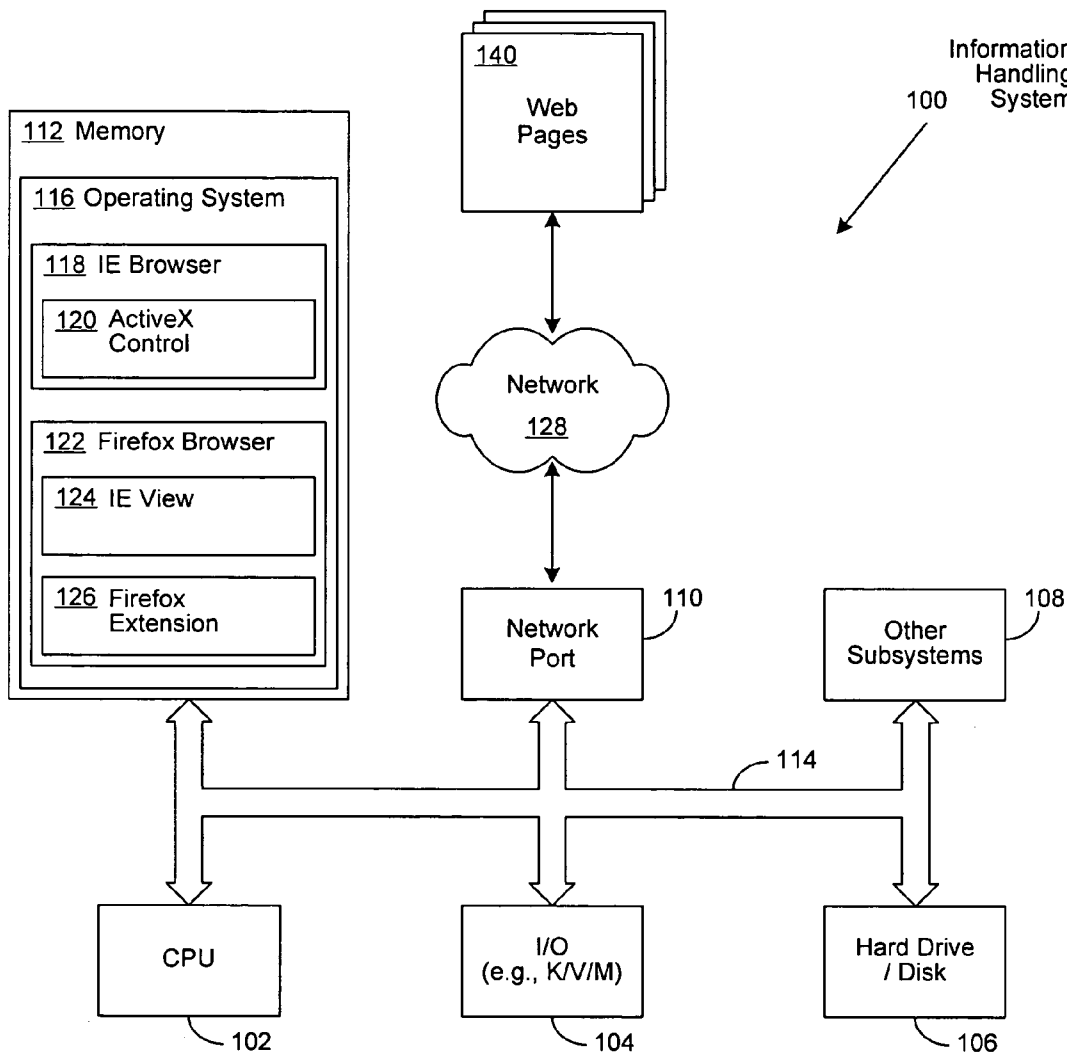 140
Web
Pages
Information
Handling
System
100
112 Memory
116 Operating System
118 IE Browser
120 ActiveX
Control
122 Firefox Browser
124 IE View
126 Firefox
Extension
Network
128
Network
Port
110
Other
Subsystems
108
114
CPU
102
I/O
(e.g., K/V/M)
104
Hard Drive
/ Disk
106